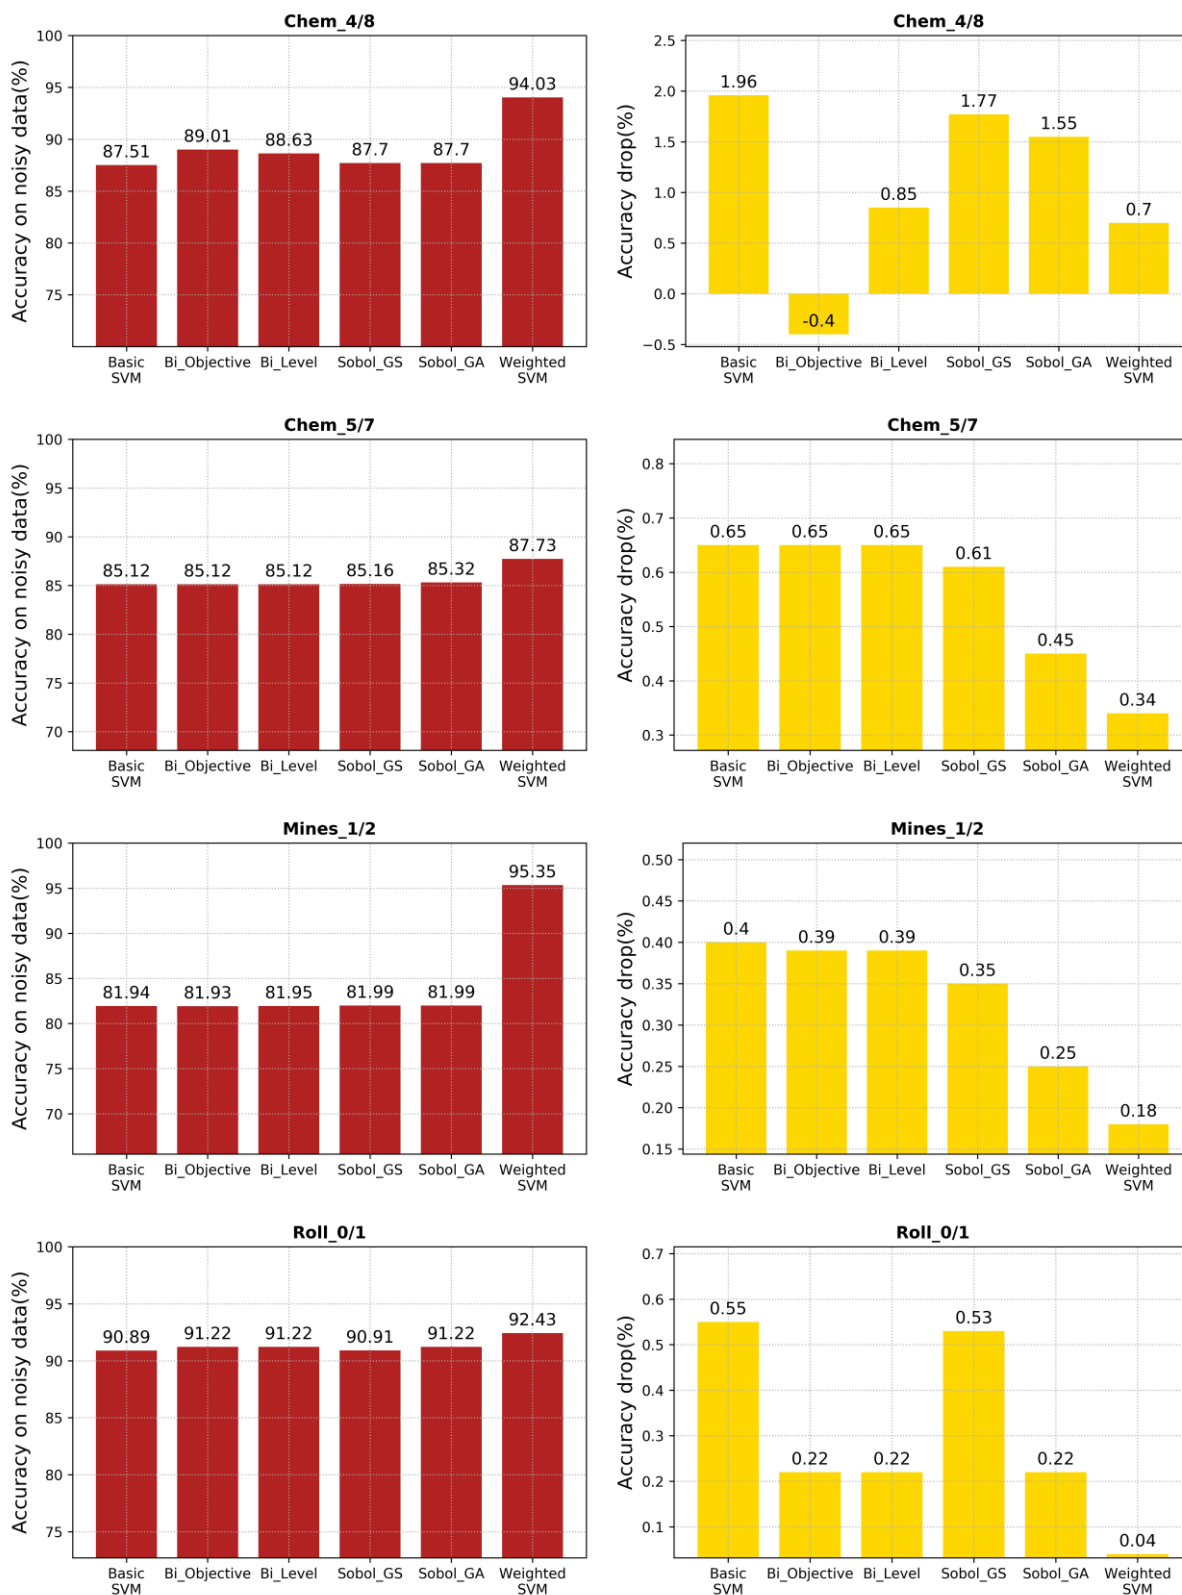 Chem_4/8
Accuracy on noisy data(%)
100
95
90
85
80
75
87.51
89.01
88.63
87.7
87.7
94.03
Basic SVM
Bi_Objective
Bi_Level
Sobol_GS
Sobol_GA
Weighted SVM
Chem_4/8
Accuracy drop(%)
2.5
2.0
1.5
1.0
0.5
0.0
−0.5
1.96
-0.4
0.85
1.77
1.55
0.7
Basic SVM
Bi_Objective
Bi_Level
Sobol_GS
Sobol_GA
Weighted SVM
Chem_5/7
Accuracy on noisy data(%)
100
95
90
85
80
75
70
85.12
85.12
85.12
85.16
85.32
87.73
Basic SVM
Bi_Objective
Bi_Level
Sobol_GS
Sobol_GA
Weighted SVM
Chem_5/7
Accuracy drop(%)
0.8
0.7
0.6
0.5
0.4
0.3
0.65
0.65
0.65
0.61
0.45
0.34
Basic SVM
Bi_Objective
Bi_Level
Sobol_GS
Sobol_GA
Weighted SVM
Mines_1/2
Accuracy on noisy data(%)
100
95
90
85
80
75
70
81.94
81.93
81.95
81.99
81.99
95.35
Basic SVM
Bi_Objective
Bi_Level
Sobol_GS
Sobol_GA
Weighted SVM
Mines_1/2
Accuracy drop(%)
0.50
0.45
0.40
0.35
0.30
0.25
0.20
0.15
0.4
0.39
0.39
0.35
0.25
0.18
Basic SVM
Bi_Objective
Bi_Level
Sobol_GS
Sobol_GA
Weighted SVM
Roll_0/1
Accuracy on noisy data(%)
100
95
90
85
80
75
90.89
91.22
91.22
90.91
91.22
92.43
Basic SVM
Bi_Objective
Bi_Level
Sobol_GS
Sobol_GA
Weighted SVM
Roll_0/1
Accuracy drop(%)
0.7
0.6
0.5
0.4
0.3
0.2
0.1
0.55
0.22
0.22
0.53
0.22
0.04
Basic SVM
Bi_Objective
Bi_Level
Sobol_GS
Sobol_GA
Weighted SVM